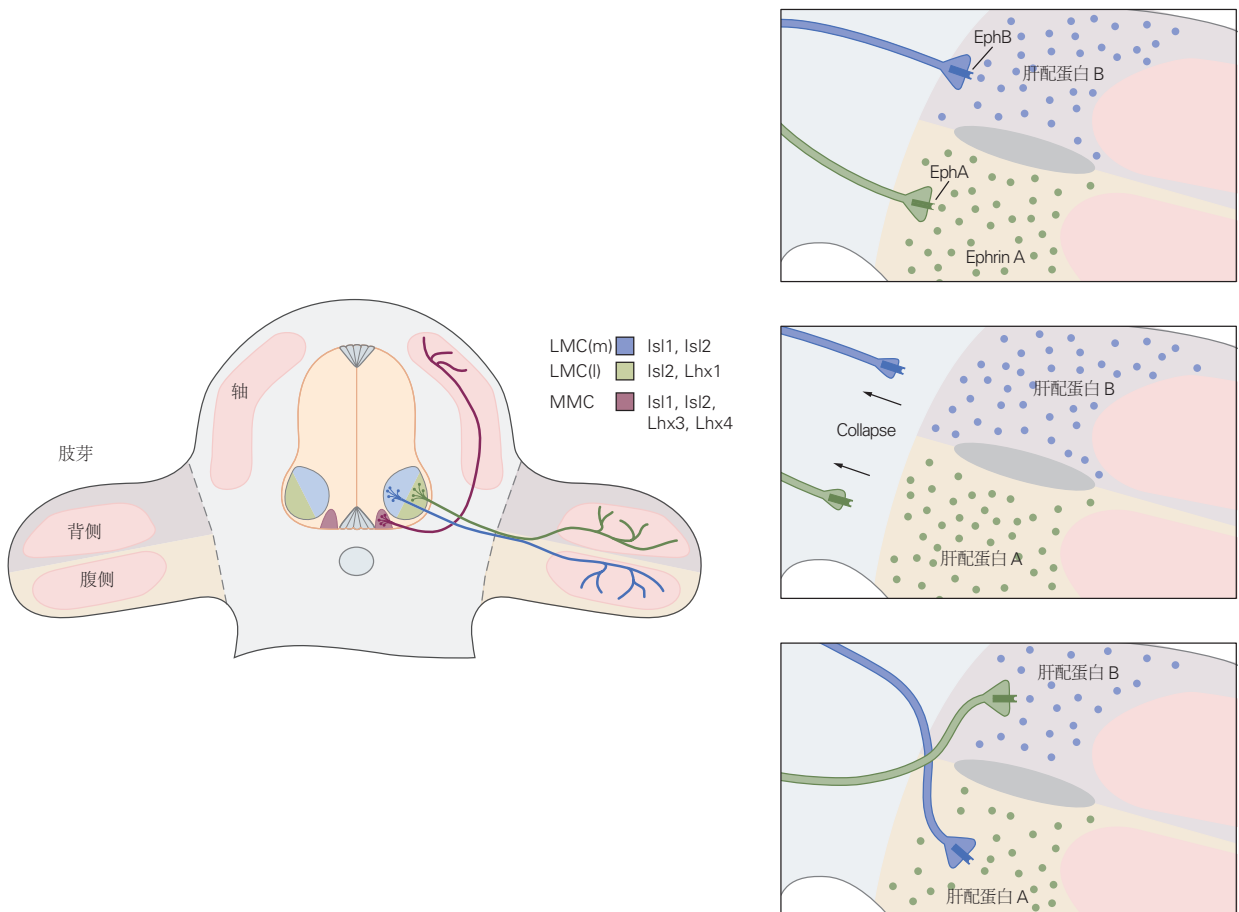 轴
肢芽
背侧
腹侧
LMC(m) Isl1, Isl2
LMC(l) Isl2, Lhx1
MMC Isl1, Isl2,
Lhx3, Lhx4
EphB
肝配蛋白 B
EphA
Ephrin A
肝配蛋白 B
Collapse
肝配蛋白 A
肝配蛋白 B
肝配蛋白 A